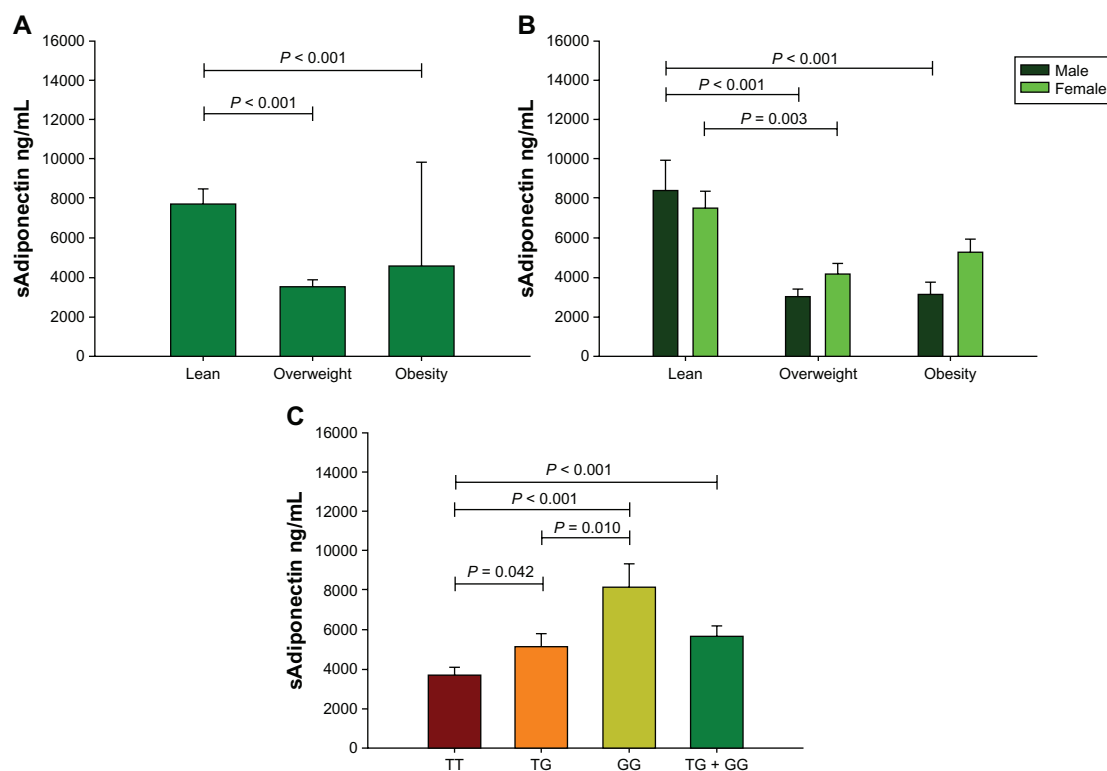 A
sAdiponectin ng/mL
16000
14000
12000
10000
8000
6000
4000
2000
0
P < 0.001
P < 0.001
Lean Overweight Obesity
B
sAdiponectin ng/mL
16000
14000
12000
10000
8000
6000
4000
2000
0
P < 0.001
P < 0.001
P = 0.003
Male
Female
Lean Overweight Obesity
C
sAdiponectin ng/mL
16000
14000
12000
10000
8000
6000
4000
2000
0
P < 0.001
P < 0.001
P = 0.010
P = 0.042
TT TG GG TG + GG